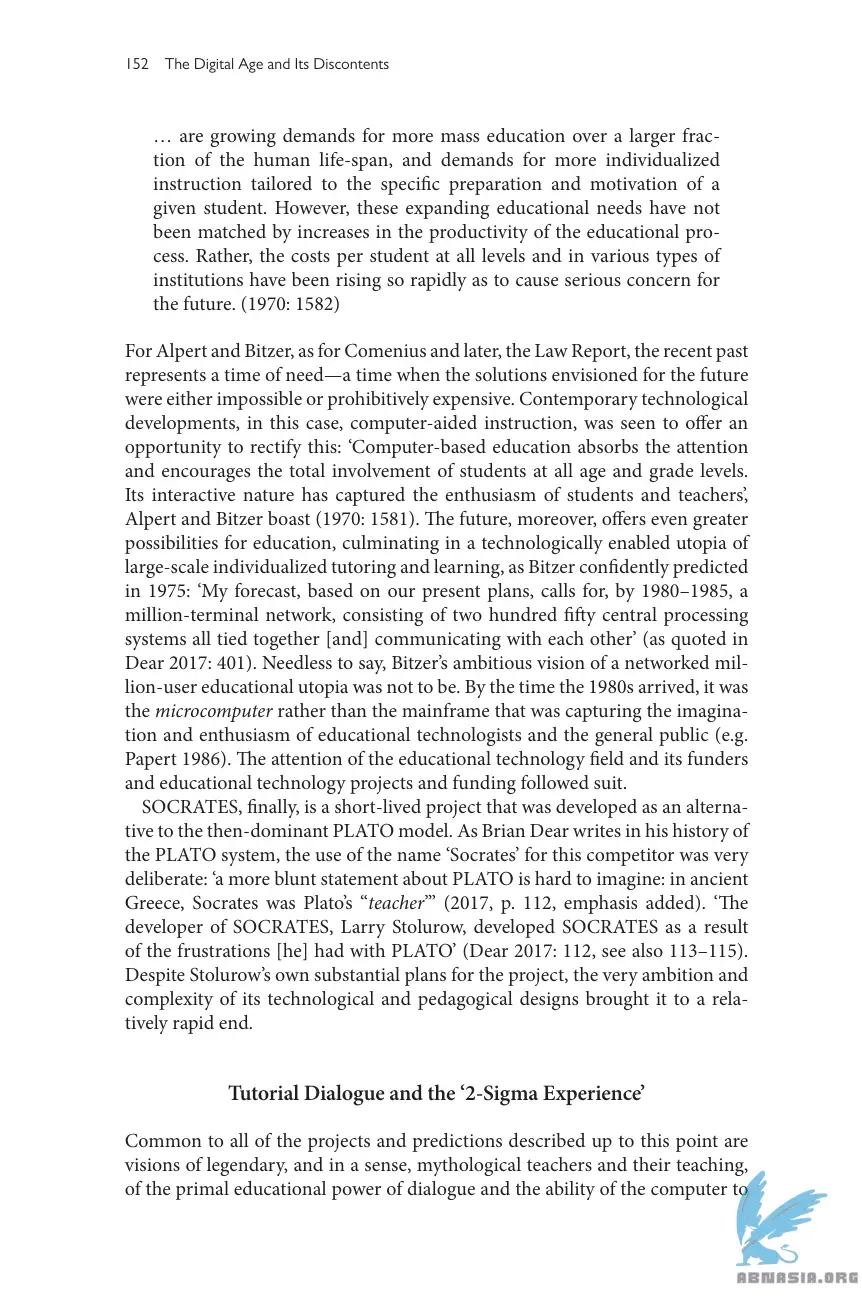 152 The Digital Age and Its Discontents
… are growing demands for more mass education over a larger frac-
tion of the human life-span, and demands for more individualized
instruction tailored to the specific preparation and motivation of a
given student. However, these expanding educational needs have not
been matched by increases in the productivity of the educational pro-
cess. Rather, the costs per student at all levels and in various types of
institutions have been rising so rapidly as to cause serious concern for
the future. (1970: 1582)
For Alpert and Bitzer, as for Comenius and later, the Law Report, the recent past
represents a time of need—a time when the solutions envisioned for the future
were either impossible or prohibitively expensive. Contemporary technological
developments, in this case, computer-aided instruction, was seen to offer an
opportunity to rectify this: ‘Computer-based education absorbs the attention
and encourages the total involvement of students at all age and grade levels.
Its interactive nature has captured the enthusiasm of students and teachers’,
Alpert and Bitzer boast (1970: 1581). The future, moreover, offers even greater
possibilities for education, culminating in a technologically enabled utopia of
large-scale individualized tutoring and learning, as Bitzer confidently predicted
in 1975: ‘My forecast, based on our present plans, calls for, by 1980–1985, a
million-terminal network, consisting of two hundred fifty central processing
systems all tied together [and] communicating with each other’ (as quoted in
Dear 2017: 401). Needless to say, Bitzer’s ambitious vision of a networked mil-
lion-user educational utopia was not to be. By the time the 1980s arrived, it was
the microcomputer rather than the mainframe that was capturing the imagina-
tion and enthusiasm of educational technologists and the general public (e.g.
Papert 1986). The attention of the educational technology field and its funders
and educational technology projects and funding followed suit.
SOCRATES, finally, is a short-lived project that was developed as an alterna-
tive to the then-dominant PLATO model. As Brian Dear writes in his history of
the PLATO system, the use of the name ‘Socrates’ for this competitor was very
deliberate: ‘a more blunt statement about PLATO is hard to imagine: in ancient
Greece, Socrates was Plato’s “teacher”’ (2017, p. 112, emphasis added). ‘The
developer of SOCRATES, Larry Stolurow, developed SOCRATES as a result
of the frustrations [he] had with PLATO’ (Dear 2017: 112, see also 113–115).
Despite Stolurow’s own substantial plans for the project, the very ambition and
complexity of its technological and pedagogical designs brought it to a rela-
tively rapid end.
Tutorial Dialogue and the ‘2-Sigma Experience’
Common to all of the projects and predictions described up to this point are
visions of legendary, and in a sense, mythological teachers and their teaching,
of the primal educational power of dialogue and the ability of the computer to
ABNASIA.ORG